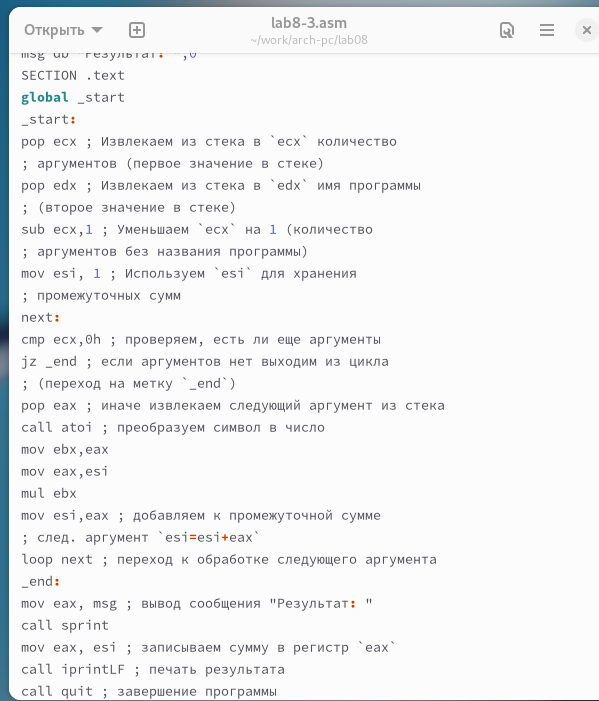 Открыть
lab8-3.asm
~/work/arch-pc/lab08
msg db "Результат: ",0
SECTION .text
global _start
_start:
pop ecx ; Извлекаем из стека в `ecx` количество
; аргументов (первое значение в стеке)
pop edx ; Извлекаем из стека в `edx` имя программы
; (второе значение в стеке)
sub ecx,1 ; Уменьшаем `ecx` на 1 (количество
; аргументов без названия программы)
mov esi, 1 ; Используем `esi` для хранения
; промежуточных сумм
next:
cmp ecx,0h ; проверяем, есть ли еще аргументы
jz _end ; если аргументов нет выходим из цикла
; (переход на метку `_end`)
pop eax ; иначе извлекаем следующий аргумент из стека
call atoi ; преобразуем символ в число
mov ebx,eax
mov eax,esi
mul ebx
mov esi,eax ; добавляем к промежуточной сумме
; след. аргумент `esi=esi+eax`
loop next ; переход к обработке следующего аргумента
_end:
mov eax, msg ; вывод сообщения "Результат: "
call sprint
mov eax, esi ; записываем сумму в регистр `eax`
call iprintLF ; печать результата
call quit ; завершение программы